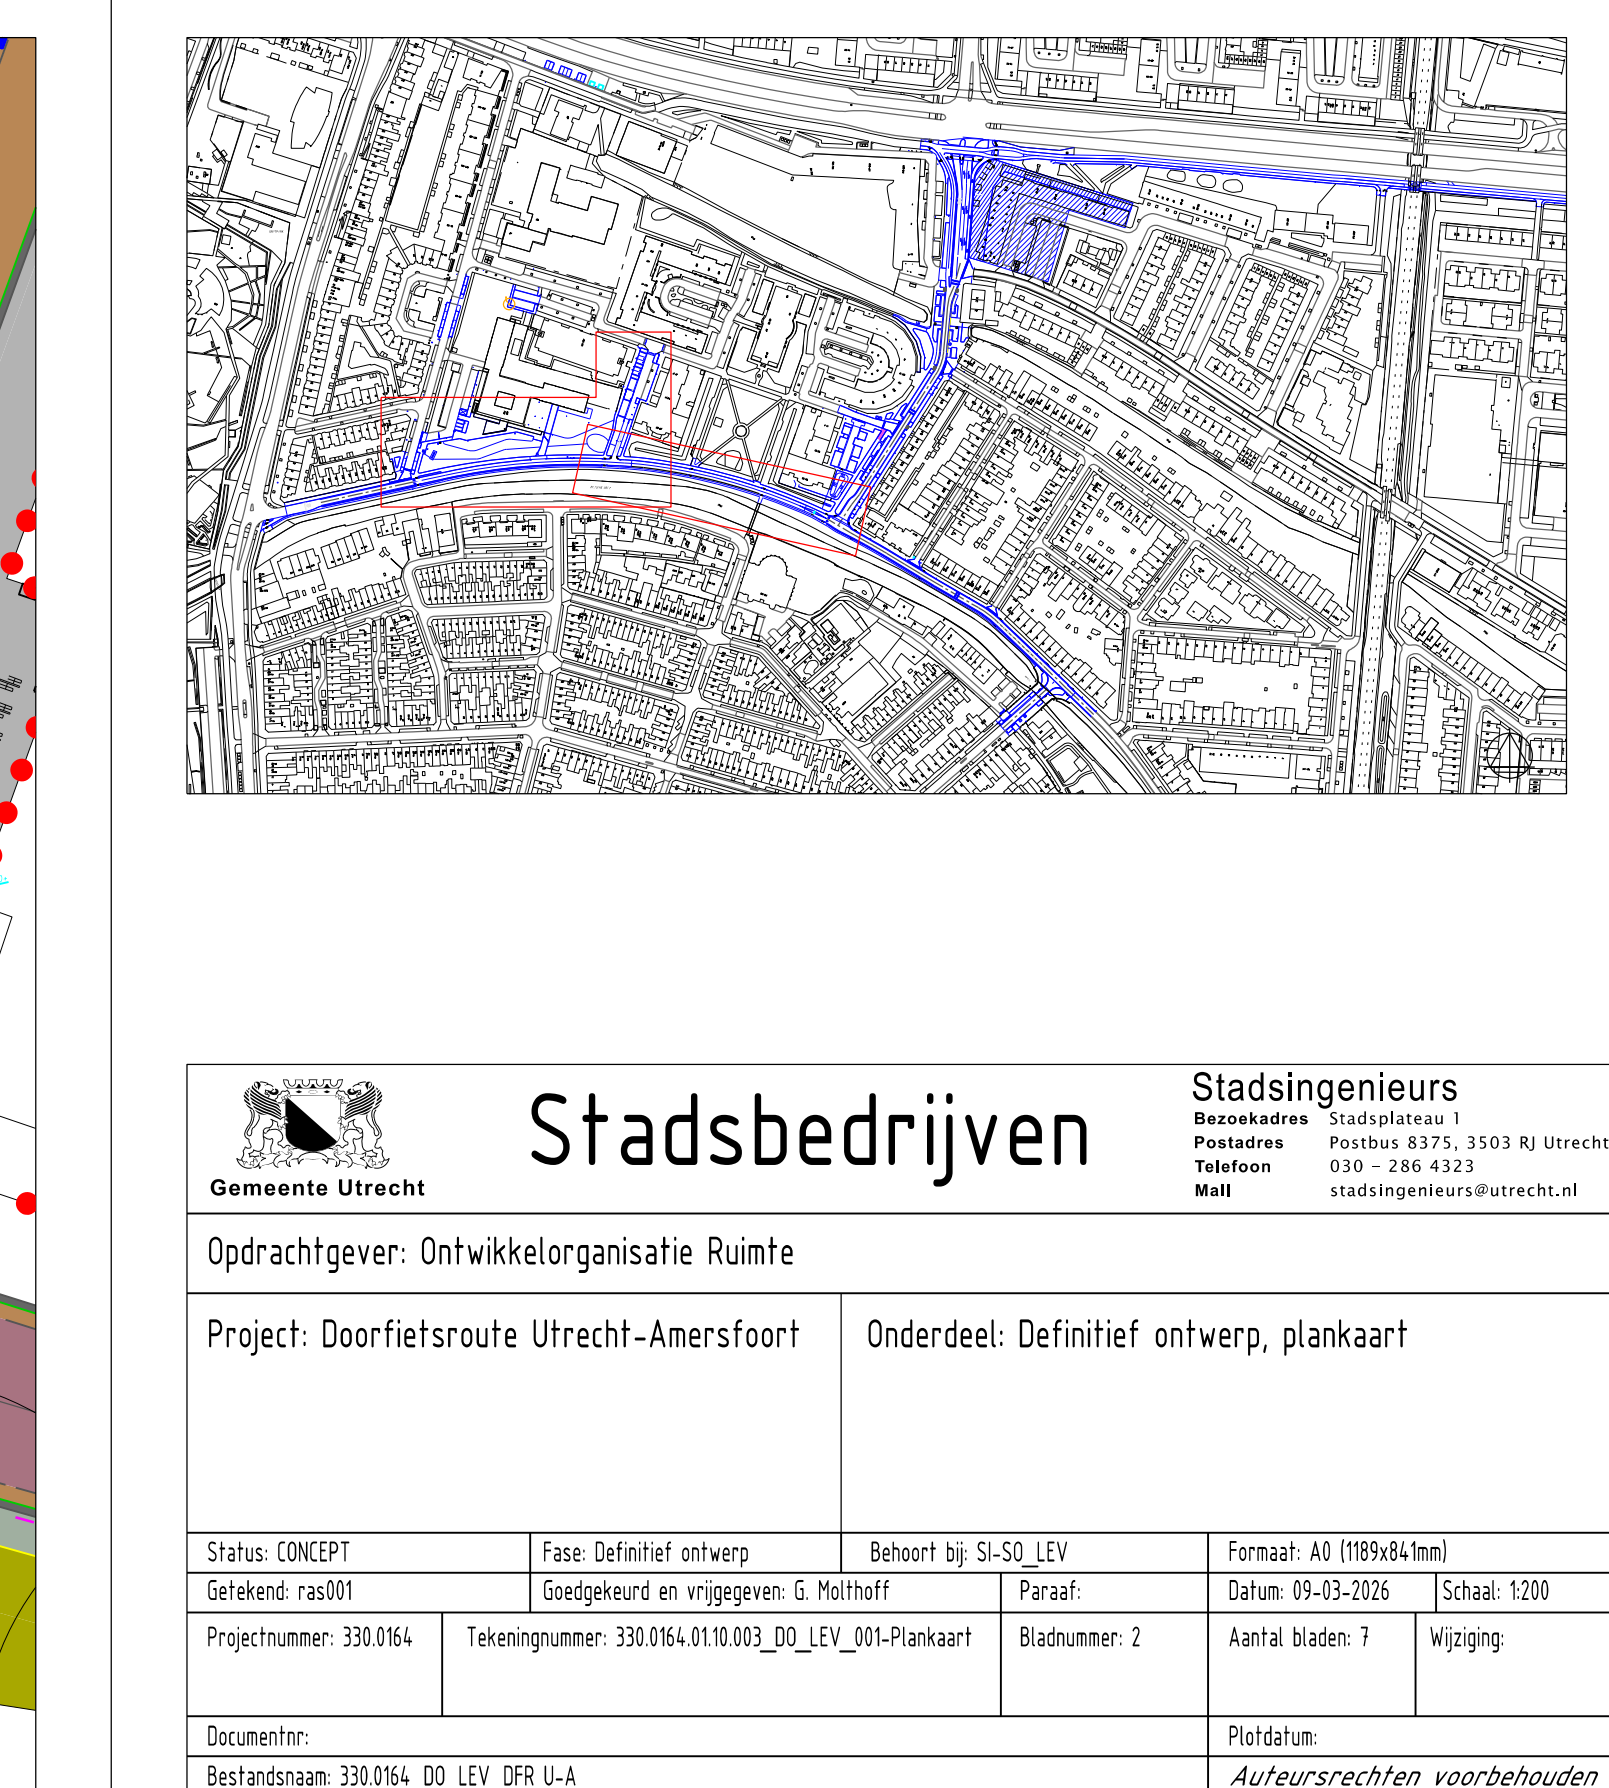 Stadsbedrijven
Gemeente Utrecht
Stadsingenieurs
Bezoekadres Stadsplateau 1
Postadres Postbus 8375, 3503 RJ Utrecht
Telefoon 030 - 286 4323
Mail stadsingenieurs@utrecht.nl
Opdrachtgever: Ontwikkelorganisatie Ruimte
Project: Doorfietsroute Utrecht-Amersfoort
Onderdeel: Definitief ontwerp, plankaart
Status: CONCEPT
Fase: Definitief ontwerp
Behoort bij: SI-SO_LEV
Formaat: A0 (1189x841mm)
Getekend: ras001
Goedgekeurd en vrijgegeven: G. Molthoff
Paraaf:
Datum: 09-03-2026
Schaal: 1:200
Projectnummer: 330.0164
Tekeningnummer: 330.0164.01.10.003_DO_LEV_001-Plankaart
Bladnummer: 2
Aantal bladen: 7
Wijziging:
Documentnr:
Plotdatum:
Bestandsnaam: 330.0164_DO_LEV_DFR_U-A
Auteursrechten voorbehouden